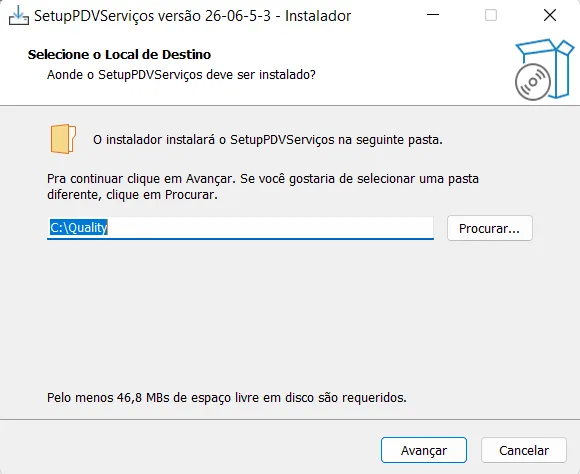 SetupPDVServiços versão 26-06-5-3 - Instalador
Selecione o Local de Destino
Aonde o SetupPDVServiços deve ser instalado?
O instalador instalará o SetupPDVServiços na seguinte pasta.
Pra continuar clique em Avançar. Se você gostaria de selecionar uma pasta
diferente, clique em Procurar.
C:\Quality
Procurar...
Pelo menos 46,8 MBs de espaço livre em disco são requeridos.
Avançar
Cancelar